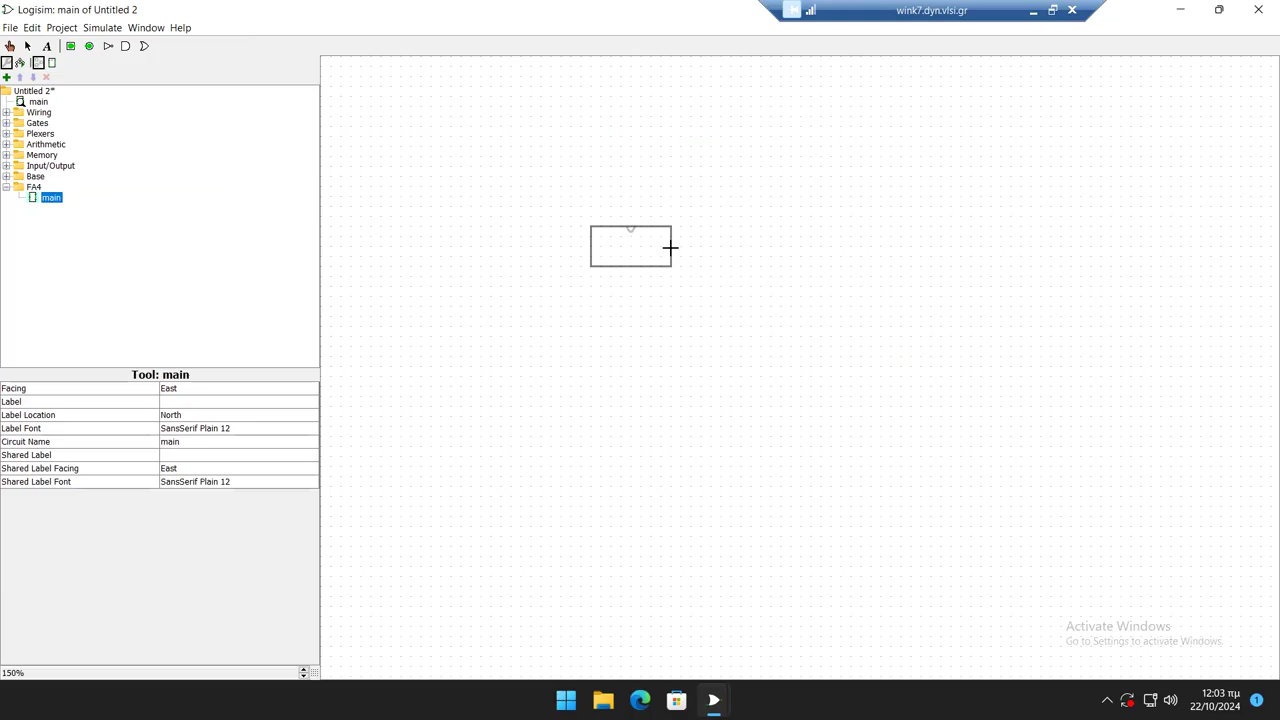 Logisim: main of Untitled 2
wink7.dyn.vlsi.gr
File Edit Project Simulate Window Help
A
Untitled 2*
main
Wiring
Gates
Plexers
Arithmetic
Memory
Input/Output
Base
FA4
main
Tool: main
Facing East
Label
Label Location North
Label Font SansSerif Plain 12
Circuit Name main
Shared Label
Shared Label Facing East
Shared Label Font SansSerif Plain 12
Activate Windows
Go to Settings to activate Windows.
150%
12:03 πμ
22/10/2024
1